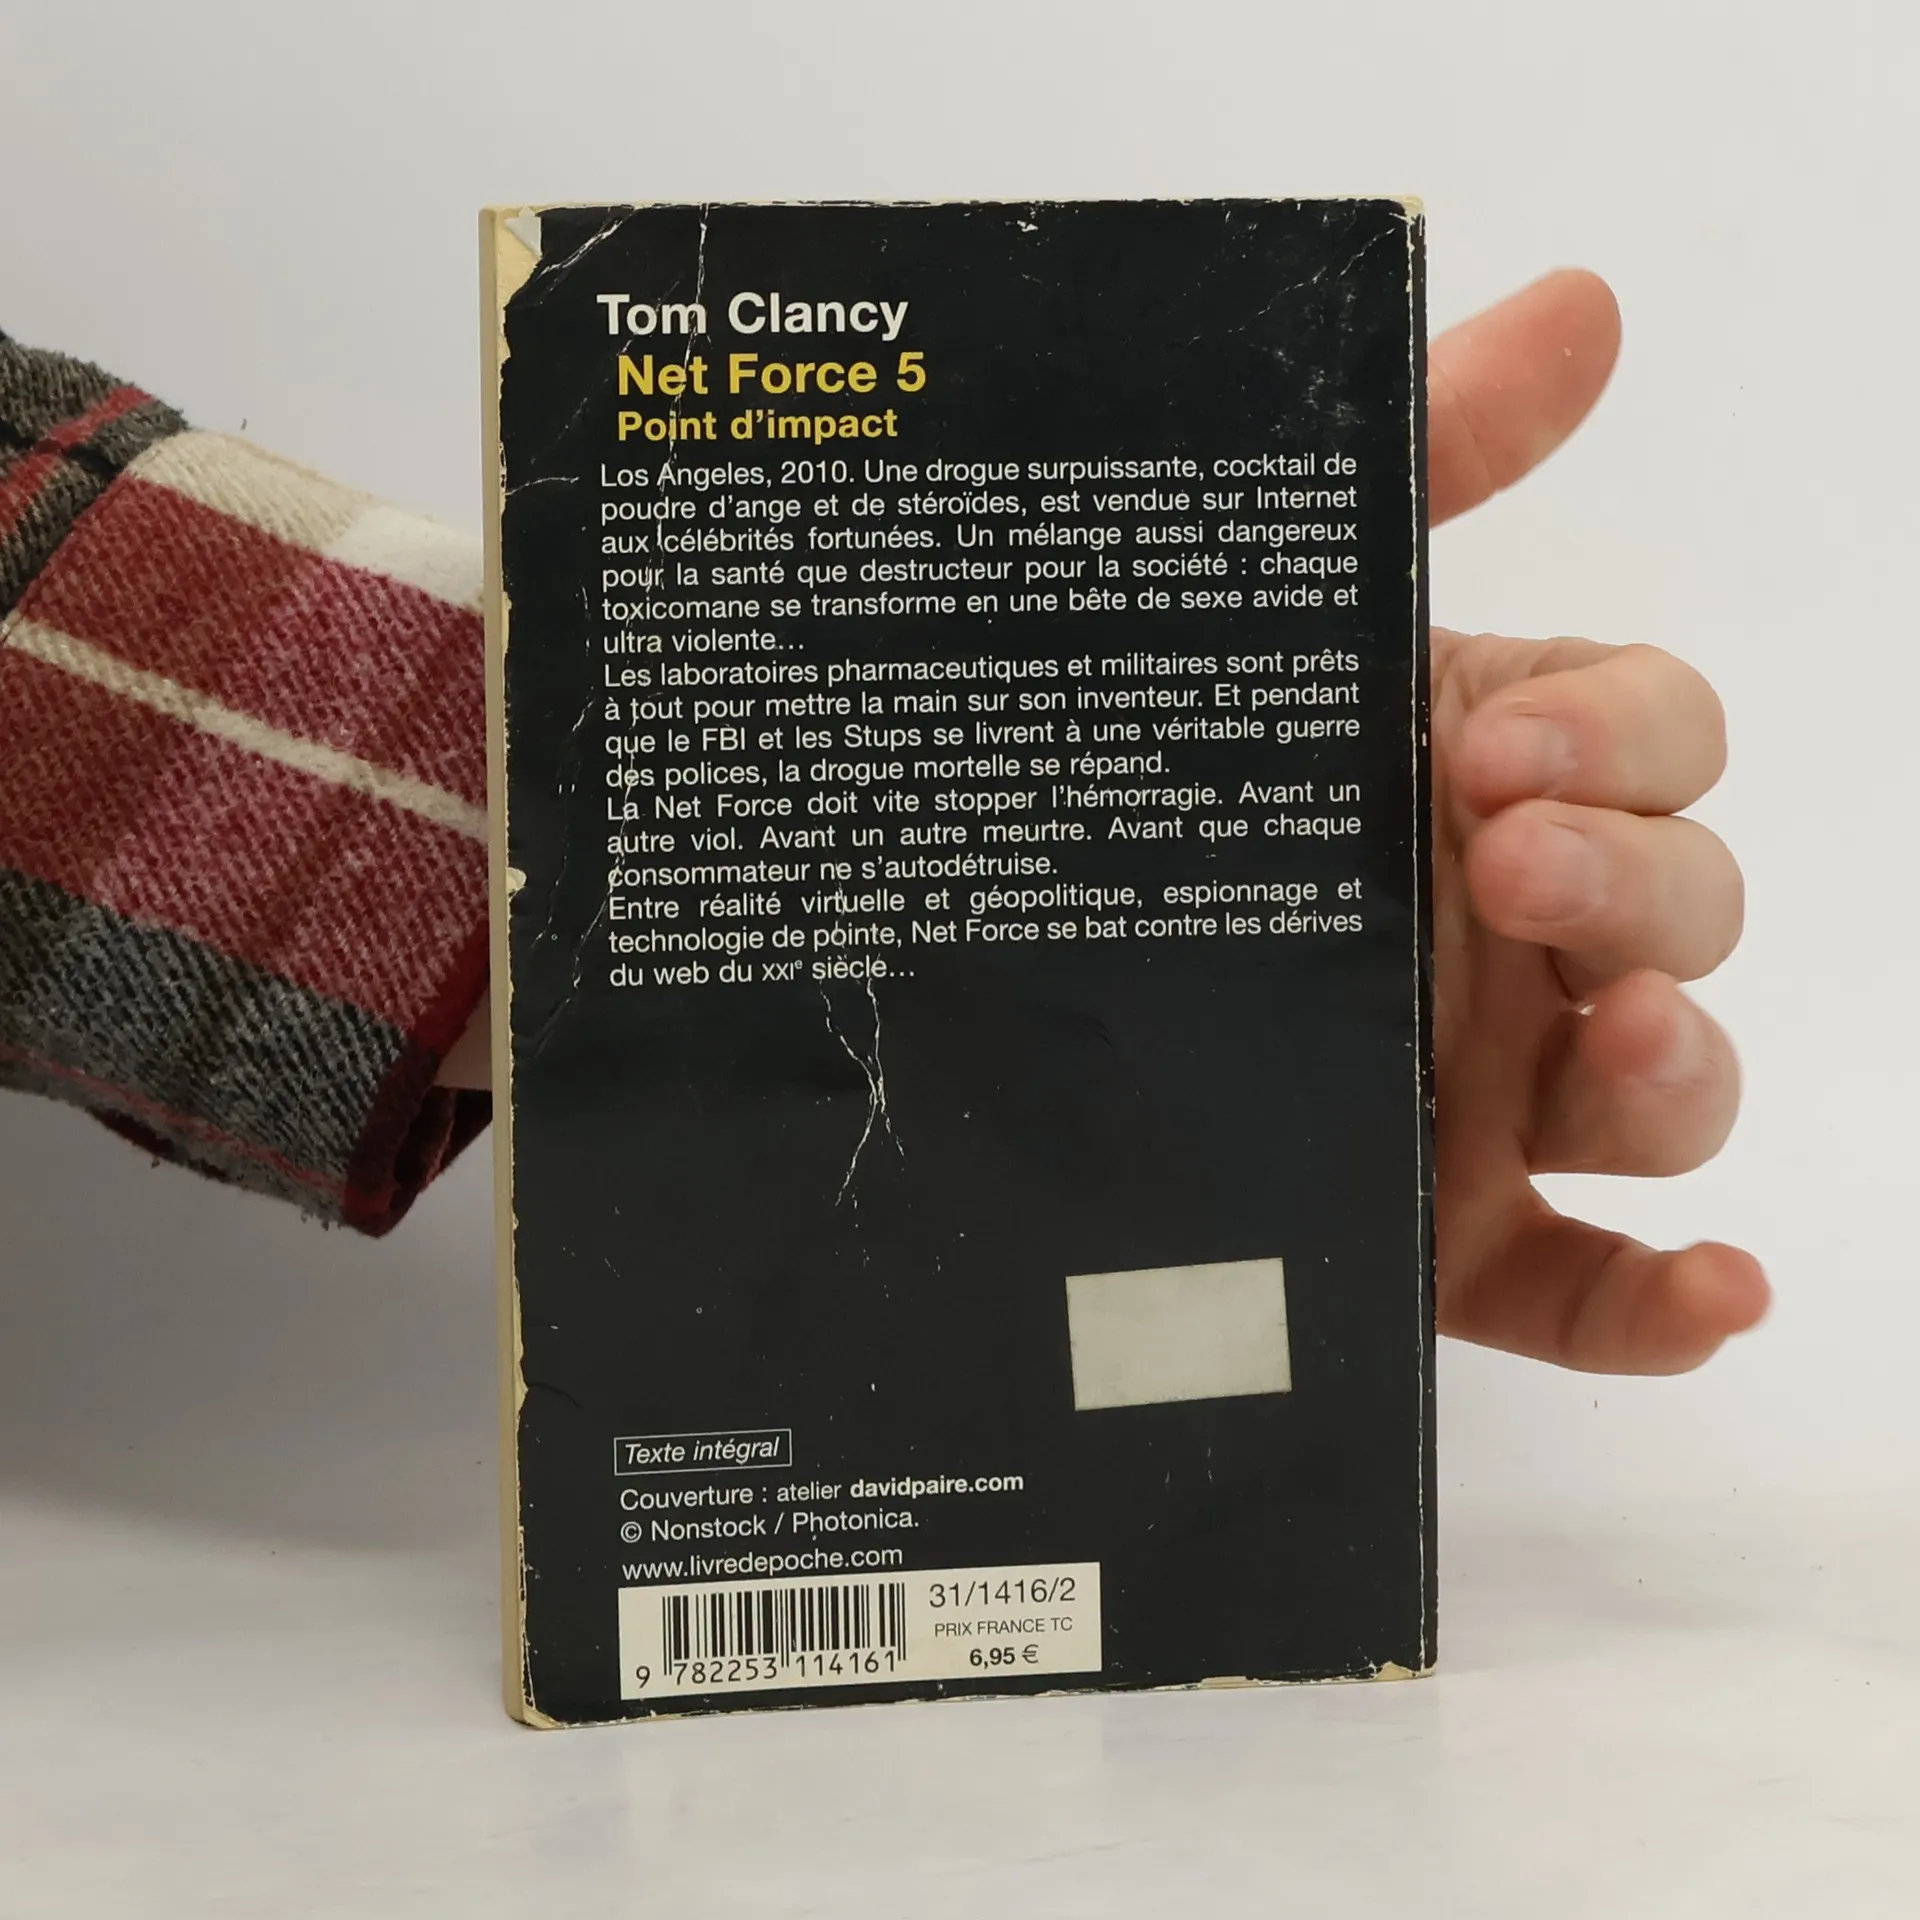 Tom Clancy
Net Force 5
Point d'impact
Los Angeles, 2010. Une drogue surpuissante, cocktail de
poudre d'ange et de stéroïdes, est vendue sur Internet
aux célébrités fortunées. Un mélange aussi dangereux
pour la santé que destructeur pour la société : chaque
toxicomane se transforme en une bête de sexe avide et
ultra violente...
Les laboratoires pharmaceutiques et militaires sont prêts
à tout pour mettre la main sur son inventeur. Et pendant
que le FBI et les Stups se livrent à une véritable guerre
des polices, la drogue mortelle se répand.
La Net Force doit vite stopper l'hémorragie. Avant un
autre viol. Avant un autre meurtre. Avant que chaque
consommateur ne s'autodétruise.
Entre réalité virtuelle et géopolitique, espionnage et
technologie de pointe, Net Force se bat contre les dérives
du web du XXIe siècle...
Texte intégral
Couverture : atelier davidpaire.com
© Nonstock / Photonica.
www.livredepoche.com
31/1416/2
PRIX FRANCE TC
6,95 €
9 782253 114161